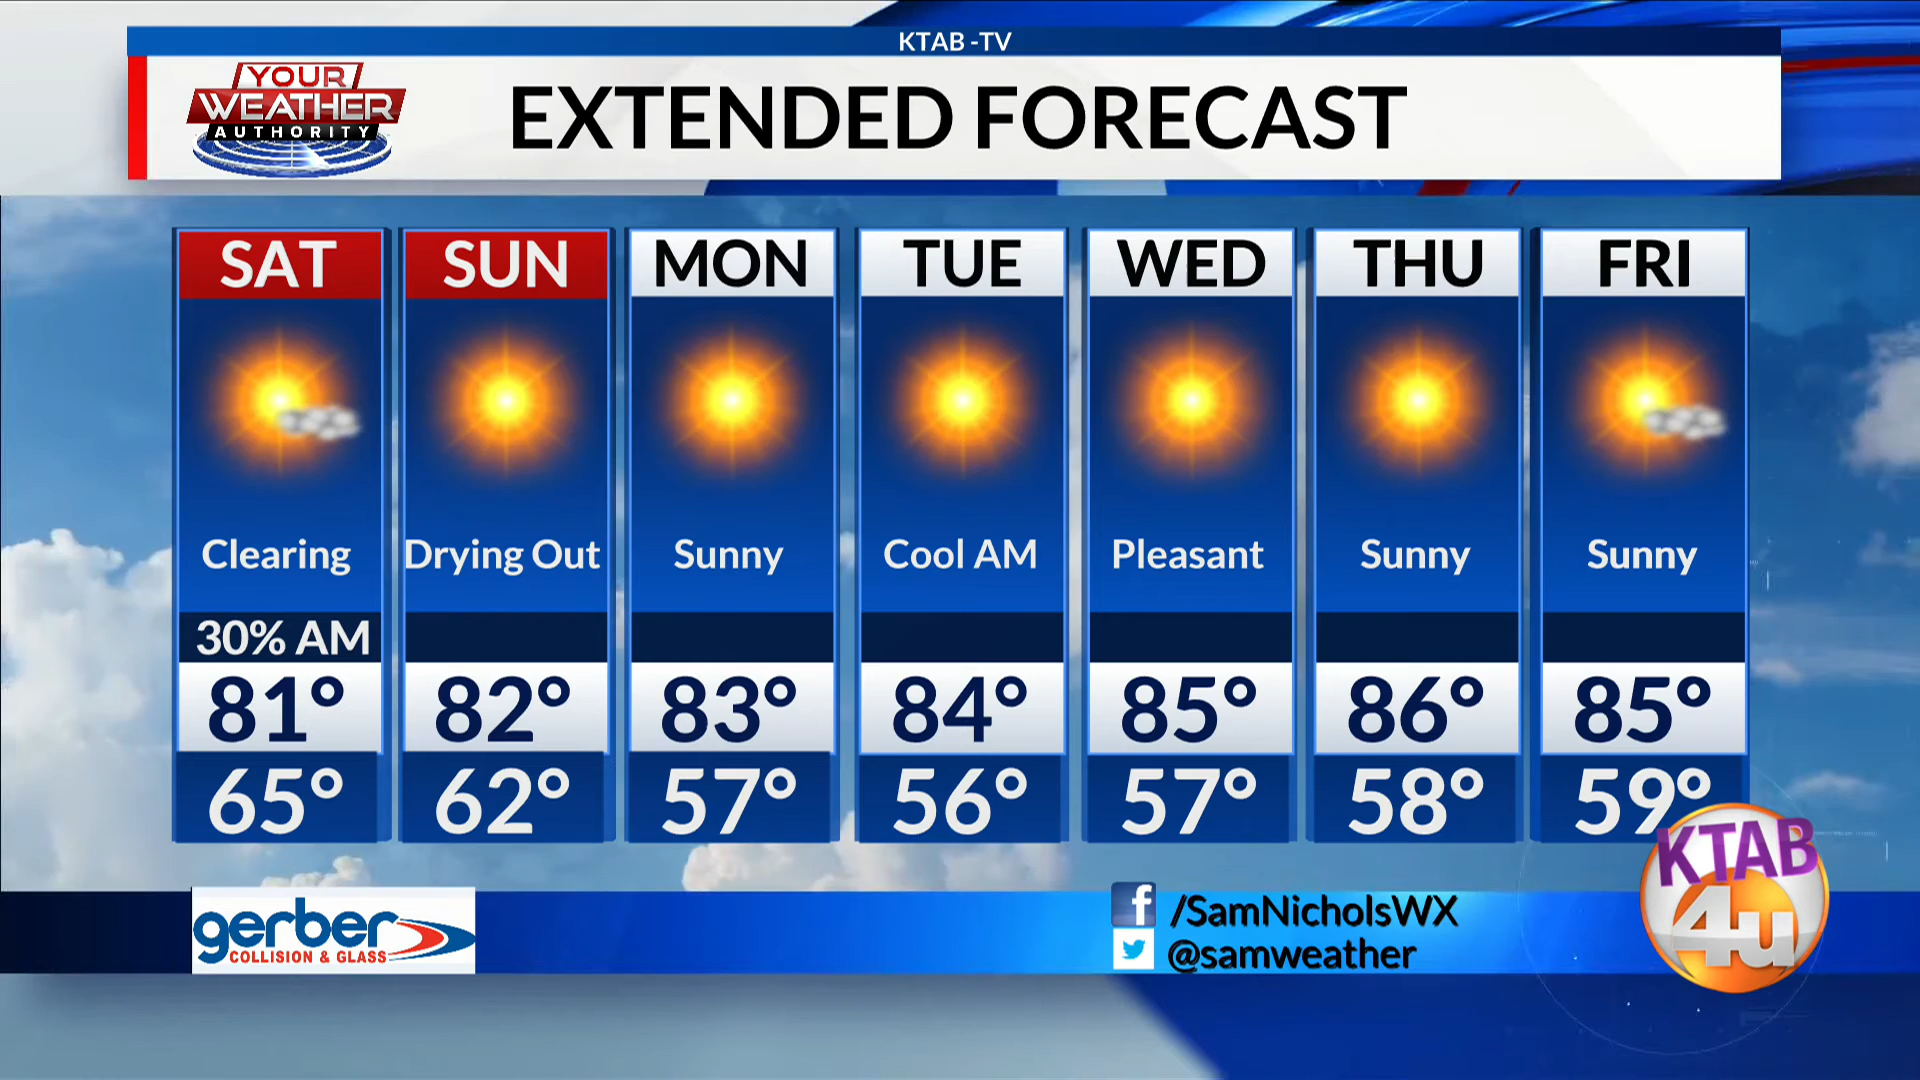 KTAB -TV
YOUR
WEATHER
AUTHORITY
EXTENDED FORECAST
SAT SUN MON TUE WED THU FRI
Clearing Drying Out Sunny Cool AM Pleasant Sunny Sunny
30% AM
81° 82° 83° 84° 85° 86° 85°
65° 62° 57° 56° 57° 58° 59°
KTAB
4u
gerber
COLLISION & GLASS
f /SamNicholsWX
@samweather